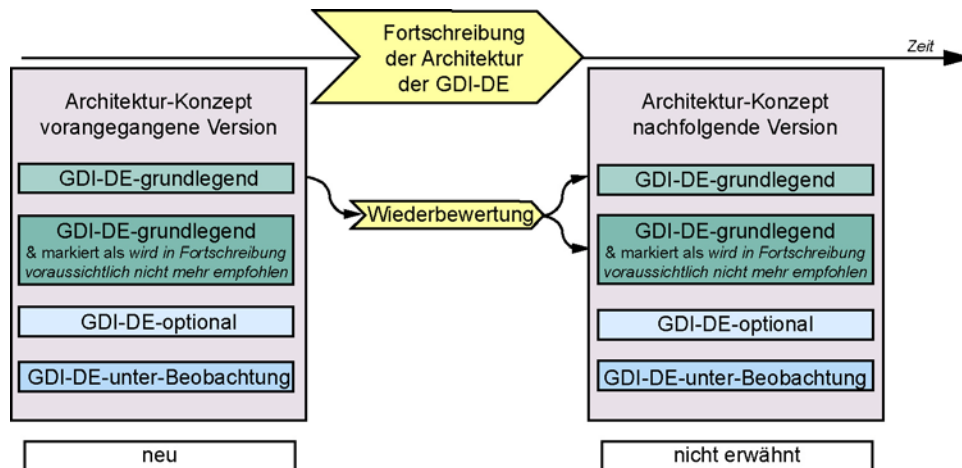 Fortschreibung
der Architektur
der GDI-DE
Zeit
Architektur-Konzept
vorangegangene Version
GDI-DE-grundlegend
GDI-DE-grundlegend
& markiert als wird in Fortschreibung
voraussichtlich nicht mehr empfohlen
GDI-DE-optional
GDI-DE-unter-Beobachtung
neu
Wiederbewertung
Architektur-Konzept
nachfolgende Version
GDI-DE-grundlegend
GDI-DE-grundlegend
& markiert als wird in Fortschreibung
voraussichtlich nicht mehr empfohlen
GDI-DE-optional
GDI-DE-unter-Beobachtung
nicht erwähnt